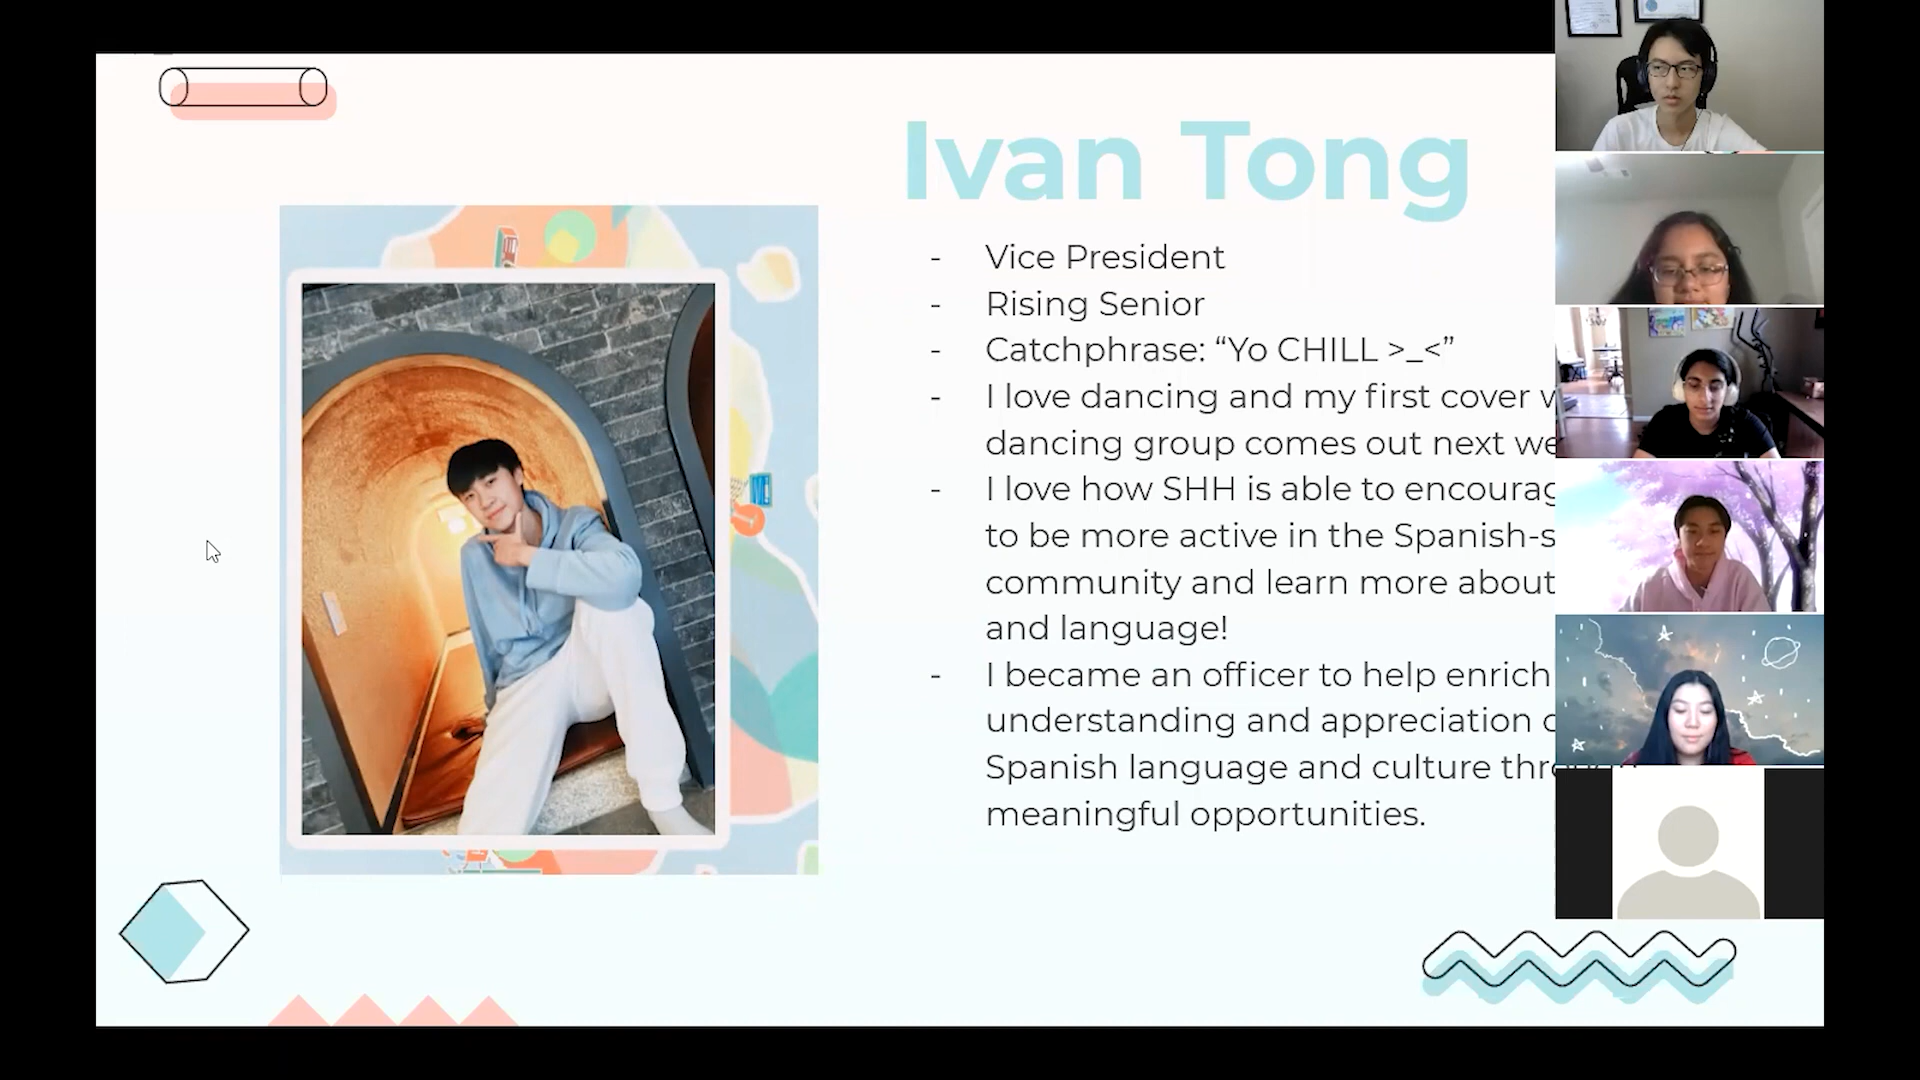 Ivan Tong
- Vice President
- Rising Senior
- Catchphrase: “Yo CHILL >_<”
- I love dancing and my first cover
dancing group comes out next
- I love how SHH is able to
to be more active in the
community and learn more about
and language!
- I became an officer to help enrich
understanding and appreciation
Spanish language and culture
meaningful opportunities.